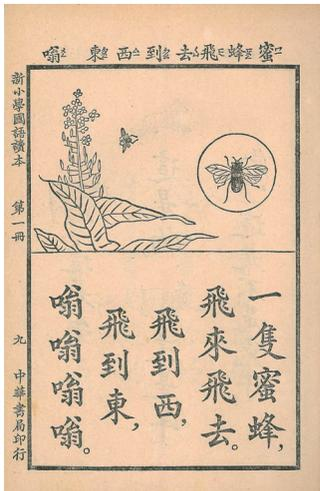 蜜蜂飛去到西東嗡
一隻蜜蜂，
飛來飛去。
飛到西，
飛到東，
嗡嗡嗡嗡。
新小學國語讀本　第一冊　九　中華書局印行